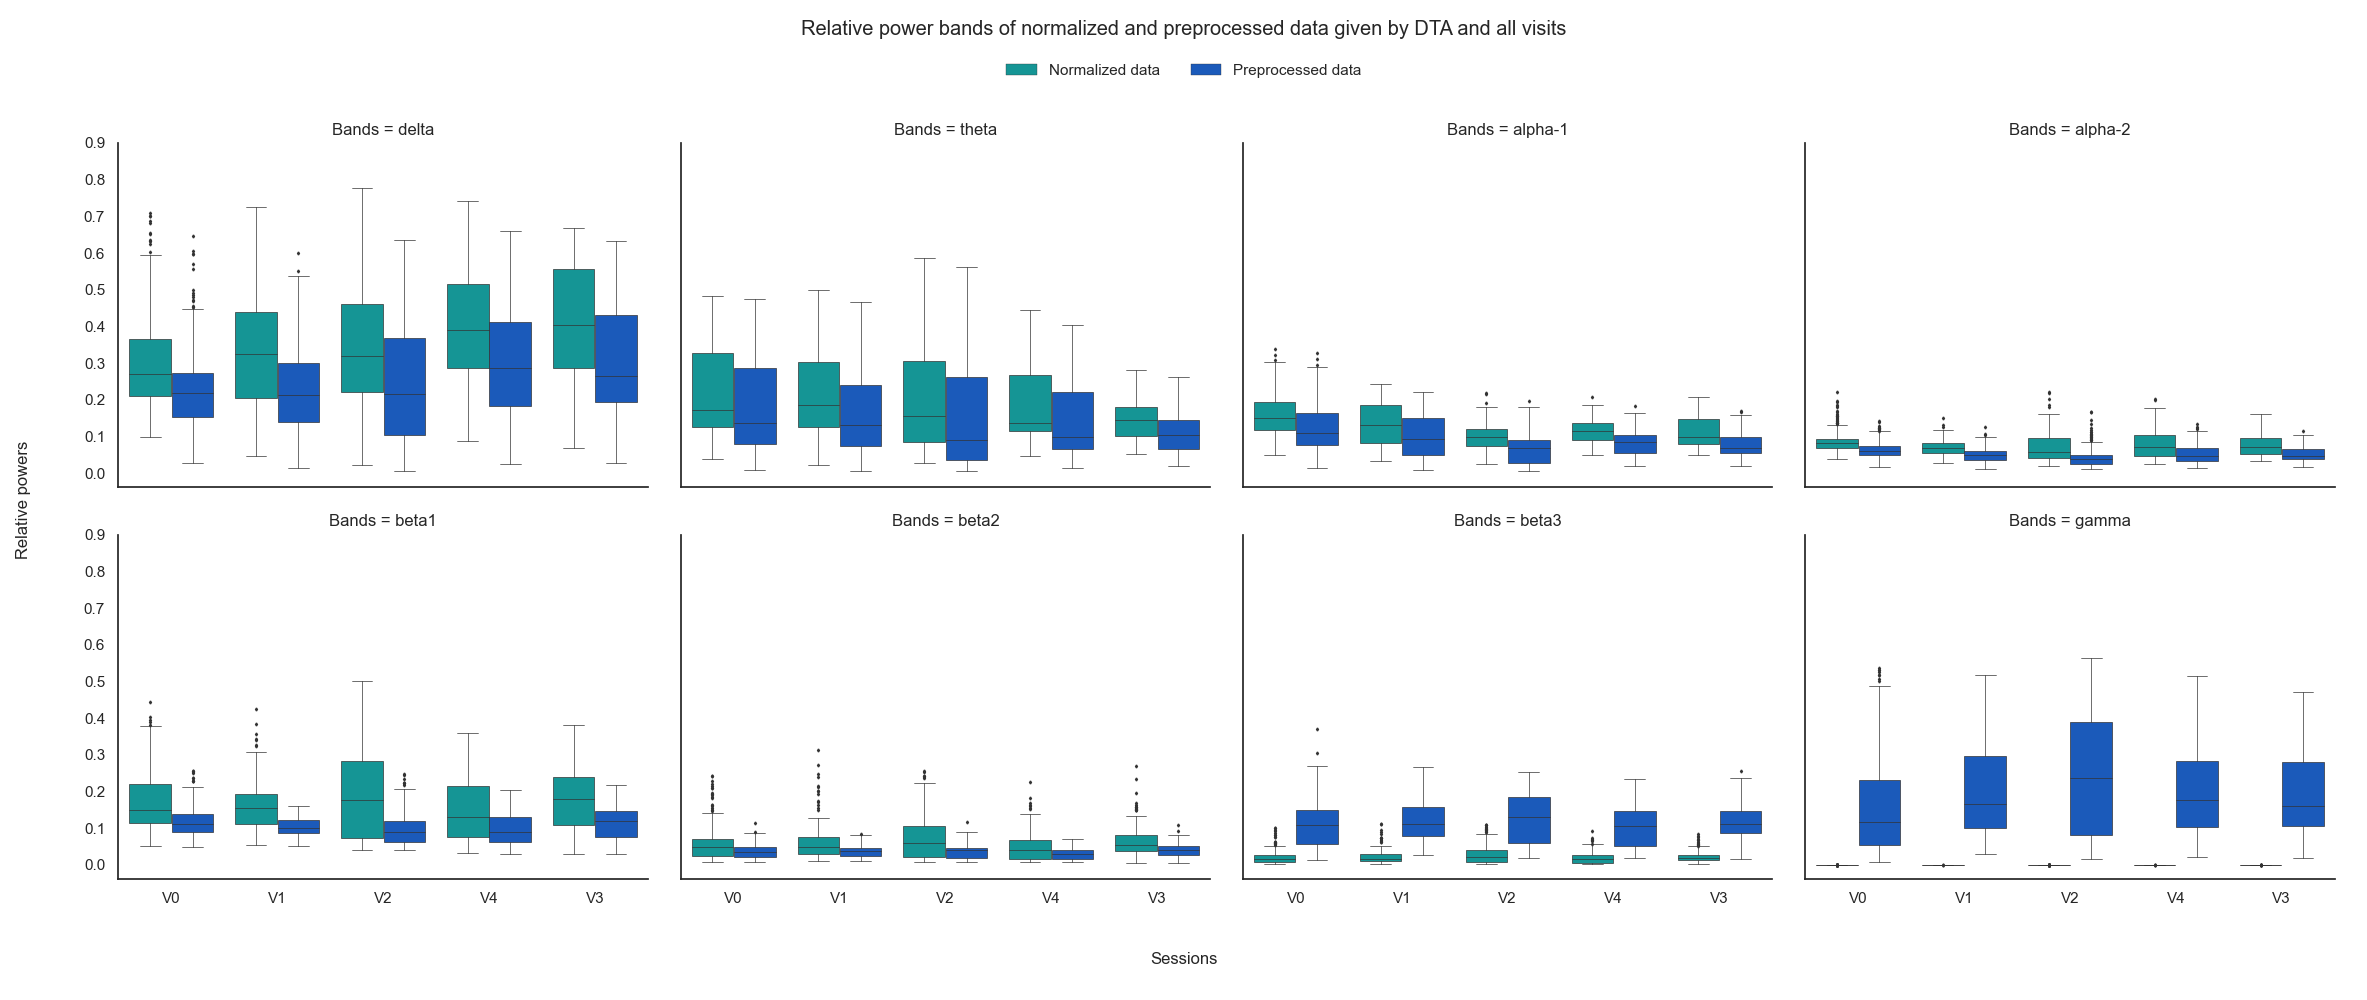 Relative power bands of normalized and preprocessed data given by DTA and all visits
Normalized data Preprocessed data
Bands = delta Bands = theta Bands = alpha-1 Bands = alpha-2
0.9
0.8
0.7
0.6
0.5
0.4
0.3
0.2
0.1
0.0
Relative powers
Bands = beta1 Bands = beta2 Bands = beta3 Bands = gamma
0.9
0.8
0.7
0.6
0.5
0.4
0.3
0.2
0.1
0.0
V0 V1 V2 V4 V3 V0 V1 V2 V4 V3 V0 V1 V2 V4 V3 V0 V1 V2 V4 V3
Sessions